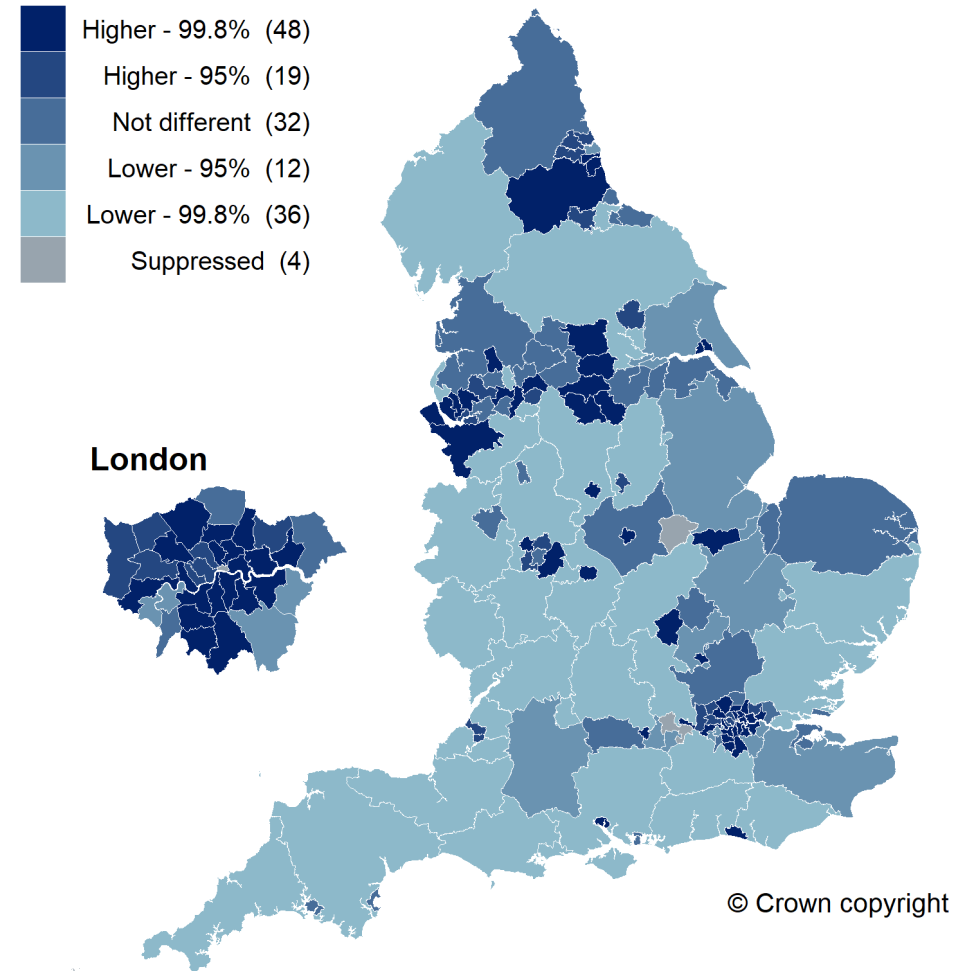 Higher - 99.8% (48)
Higher - 95% (19)
Not different (32)
Lower - 95% (12)
Lower - 99.8% (36)
Suppressed (4)
London
© Crown copyright